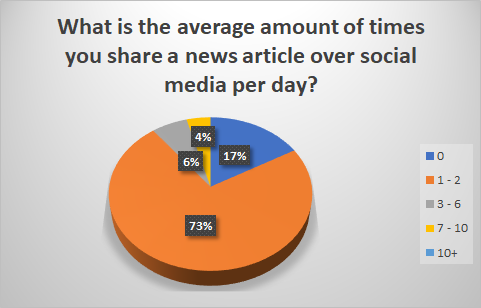 What is the average amount of times
you share a news article over social
media per day?
4%
17%
6%
73%
0
1 - 2
3 - 6
7 - 10
10+